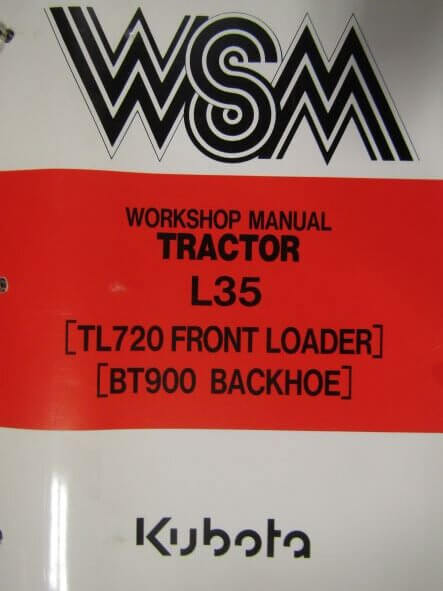 WSM
WORKSHOP MANUAL
TRACTOR
L35
[TL720 FRONT LOADER]
[BT900 BACKHOE]
Kubota